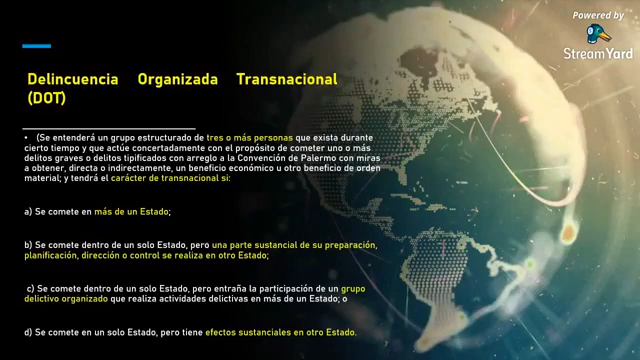 Powered by
StreamYard
Delincuencia Organizada Transnacional
(DOT)
• (Se entenderá un grupo estructurado de tres o más personas que exista durante
cierto tiempo y que actúe concertadamente con el propósito de cometer uno o más
delitos graves o delitos tipificados con arreglo a la Convención de Palermo con miras
a obtener, directa o indirectamente, un beneficio económico u otro beneficio de orden
material; y tendrá el carácter de transnacional si:
a) Se comete en más de un Estado;
b) Se comete dentro de un solo Estado, pero una parte sustancial de su preparación,
planificación, dirección o control se realiza en otro Estado;
c) Se comete dentro de un solo Estado, pero entraña la participación de un grupo
delictivo organizado que realiza actividades delictivas en más de un Estado; o
d) Se comete en un solo Estado, pero tiene efectos sustanciales en otro Estado.